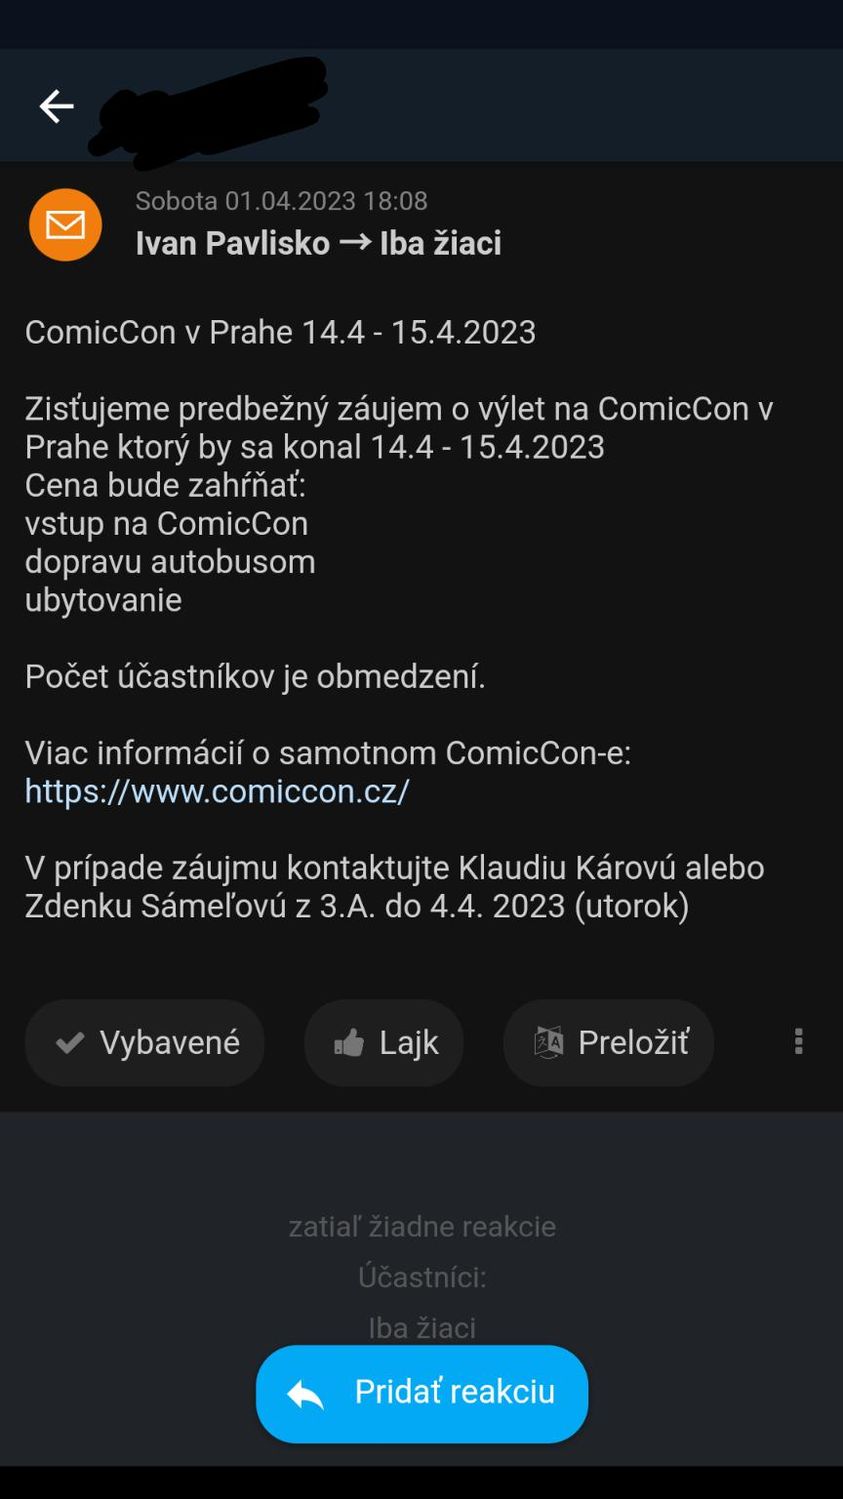 Sobota 01.04.2023 18:08
Ivan Pavlisko → Iba žiaci
ComicCon v Prahe 14.4 - 15.4.2023
Zisťujeme predbežný záujem o výlet na ComicCon v
Prahe ktorý by sa konal 14.4 - 15.4.2023
Cena bude zahŕňať:
vstup na ComicCon
dopravu autobusom
ubytovanie
Počet účastníkov je obmedzení.
Viac informácií o samotnom ComicCon-e:
https://www.comiccon.cz/
V prípade záujmu kontaktujte Klaudiu Károvú alebo
Zdenku Sámeľovú z 3.A. do 4.4. 2023 (utorok)
Vybavené Lajk Preložiť
zatiaľ žiadne reakcie
Účastníci:
Iba žiaci
Pridať reakciu